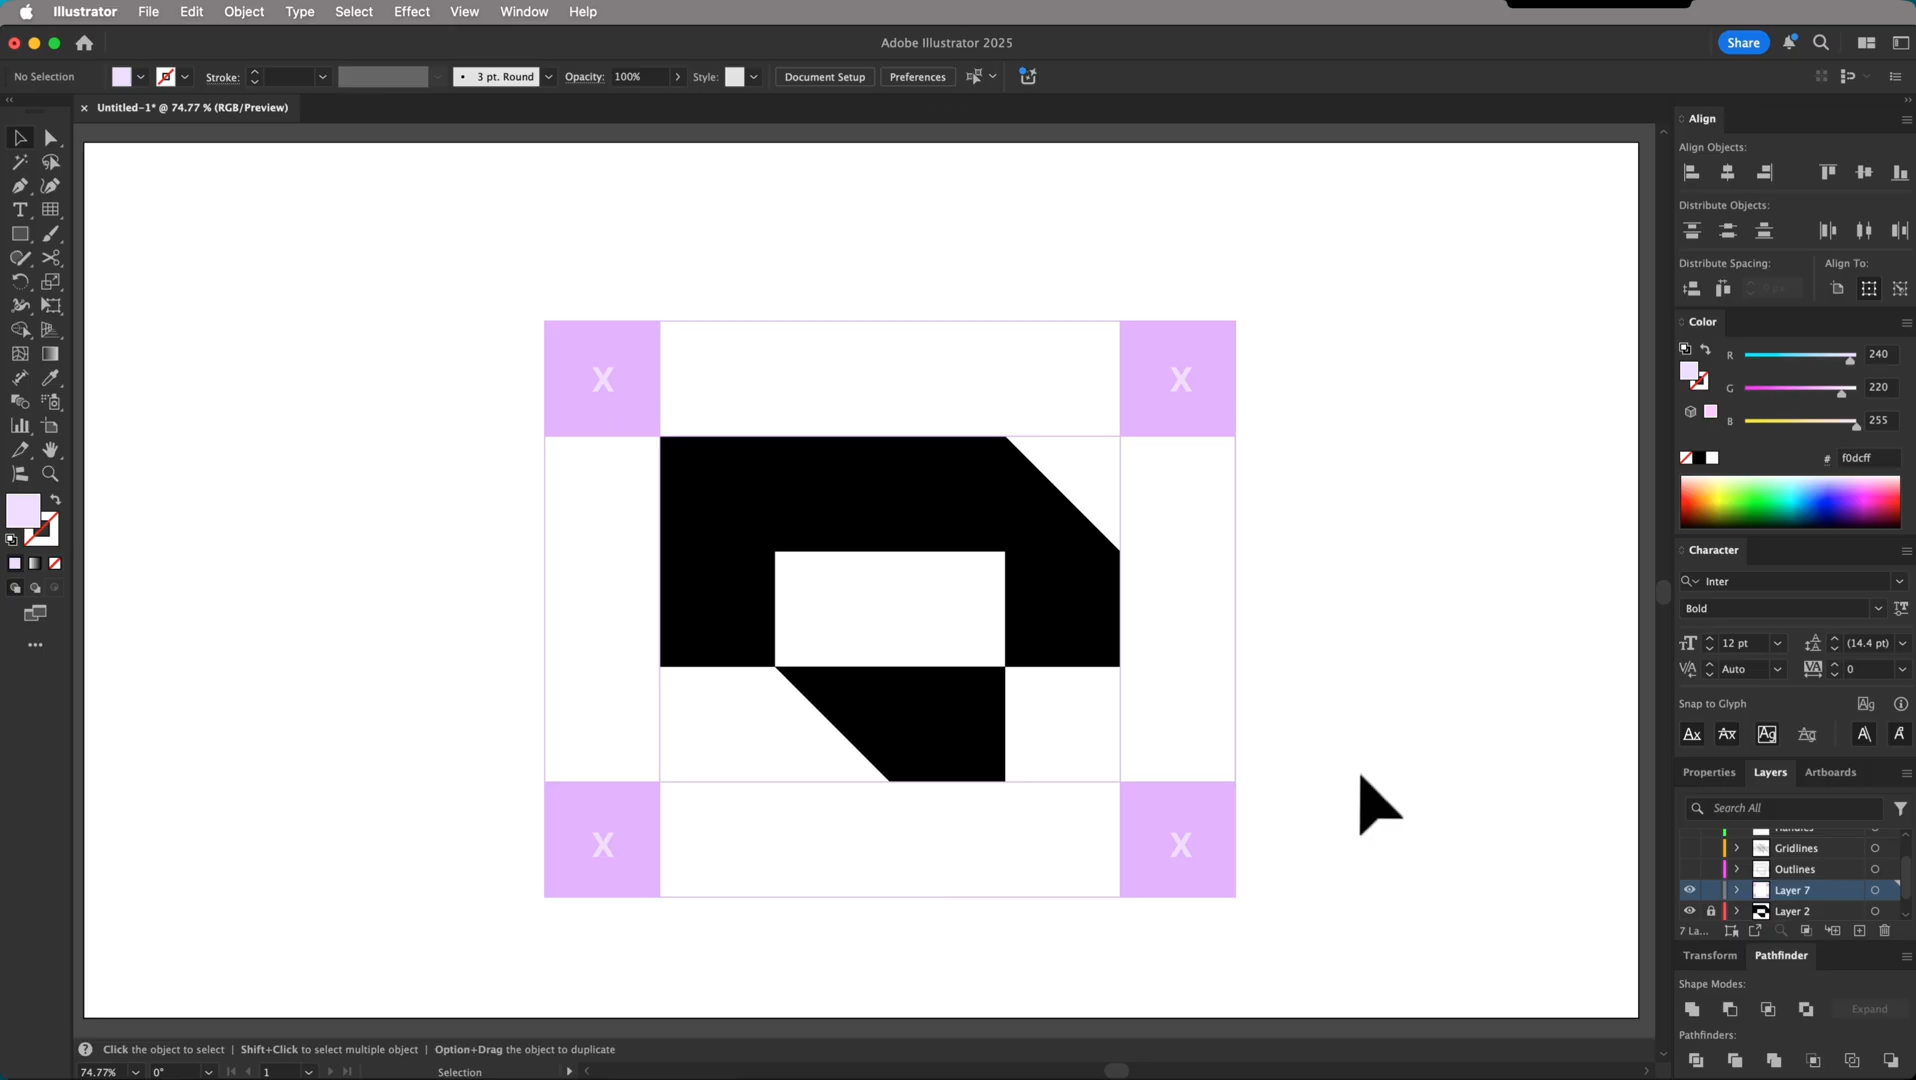 Illustrator File Edit Object Type Select Effect View Window Help
Adobe Illustrator 2025
Share
No Selection Stroke: 3 pt. Round Opacity: 100% Style: Document Setup Preferences
Untitled-1* @ 74.77 % (RGB/Preview)
Align
Align Objects:
Distribute Objects:
Distribute Spacing: Align To:
0 px
Color
R 240
G 220
B 255
# f0dcff
X X
X X
Character
Inter
Bold
12 pt (14.4 pt)
Auto 0
Snap to Glyph
Properties Layers Artboards
Search All
Handles
Gridlines
Outlines
Layer 7
Layer 2
7 La...
Transform Pathfinder
Shape Modes:
Expand
Pathfinders:
Click the object to select | Shift+Click to select multiple object | Option+Drag the object to duplicate
74.77% 0° 1 Selection